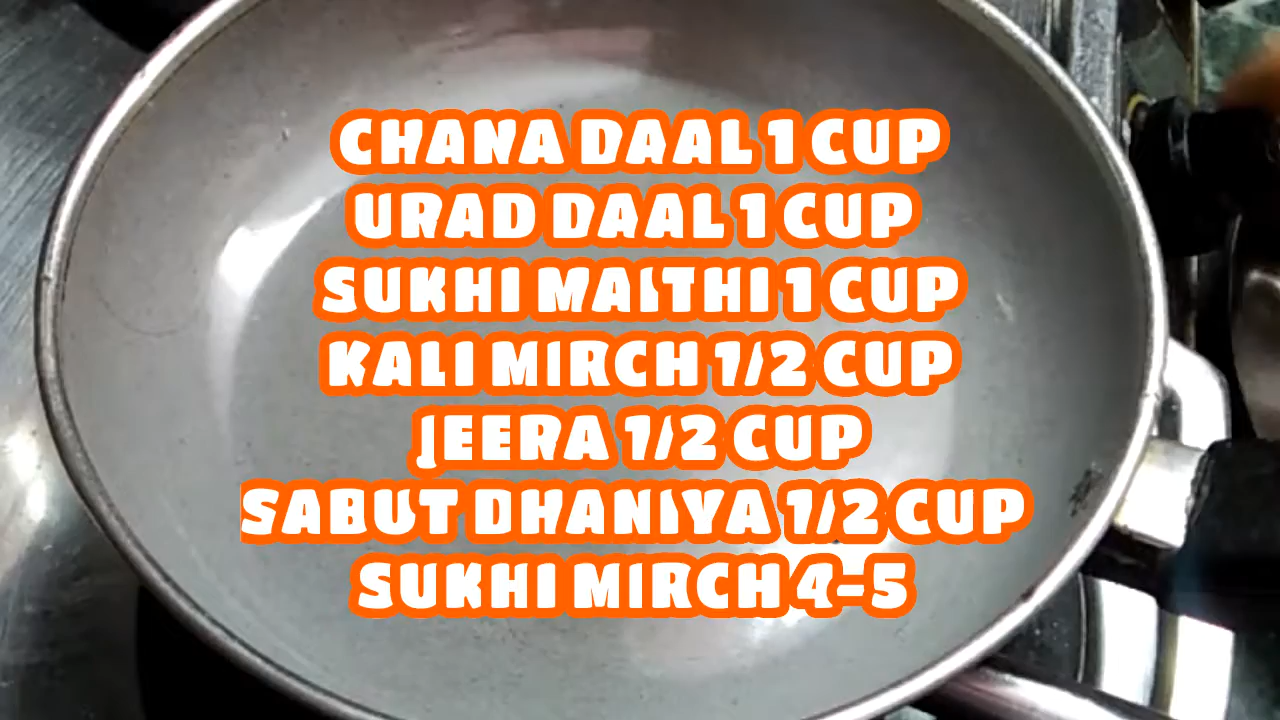 CHANA DAAL 1 CUP
URAD DAAL 1 CUP
SUKHI MAITHI 1 CUP
KALI MIRCH 1/2 CUP
JEERA 1/2 CUP
SABUT DHANIYA 1/2 CUP
SUKHI MIRCH 4-5